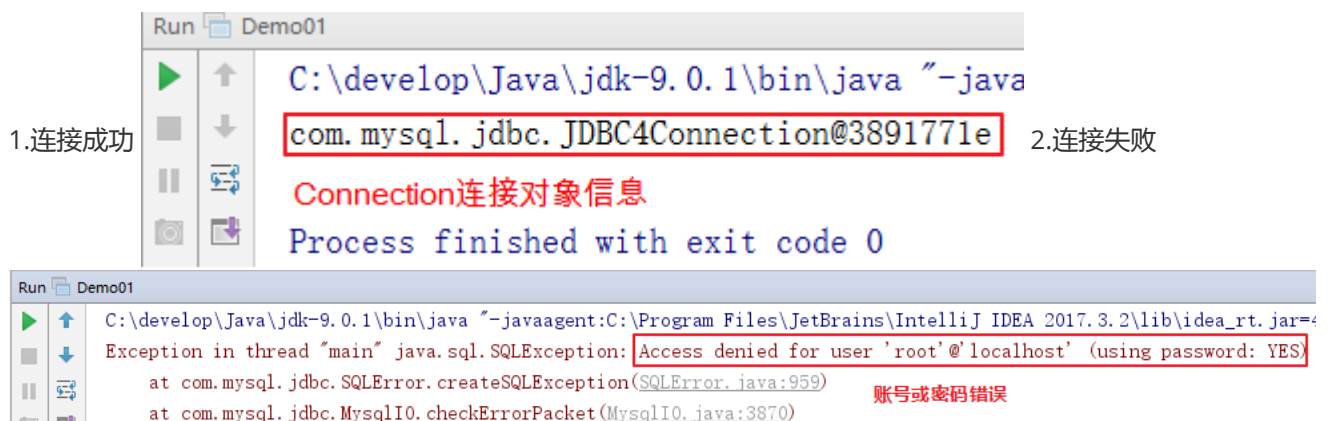 Run Demo01
C:\develop\Java\jdk-9.0.1\bin\java "-java
1.连接成功
com.mysql.jdbc.JDBC4Connection@3891771e
2.连接失败
Connection连接对象信息
Process finished with exit code 0
Run Demo01
C:\develop\Java\jdk-9.0.1\bin\java "-javaagent:C:\Program Files\JetBrains\IntelliJ IDEA 2017.3.2\lib\idea_rt.jar=4
Exception in thread "main" java.sql.SQLException: Access denied for user 'root'@'localhost' (using password: YES)
at com.mysql.jdbc.SQLError.createSQLException(SQLError.java:959)
账号或密码错误
at com.mysql.jdbc.MysqlIO.checkErrorPacket(MysqlIO.java:3870)